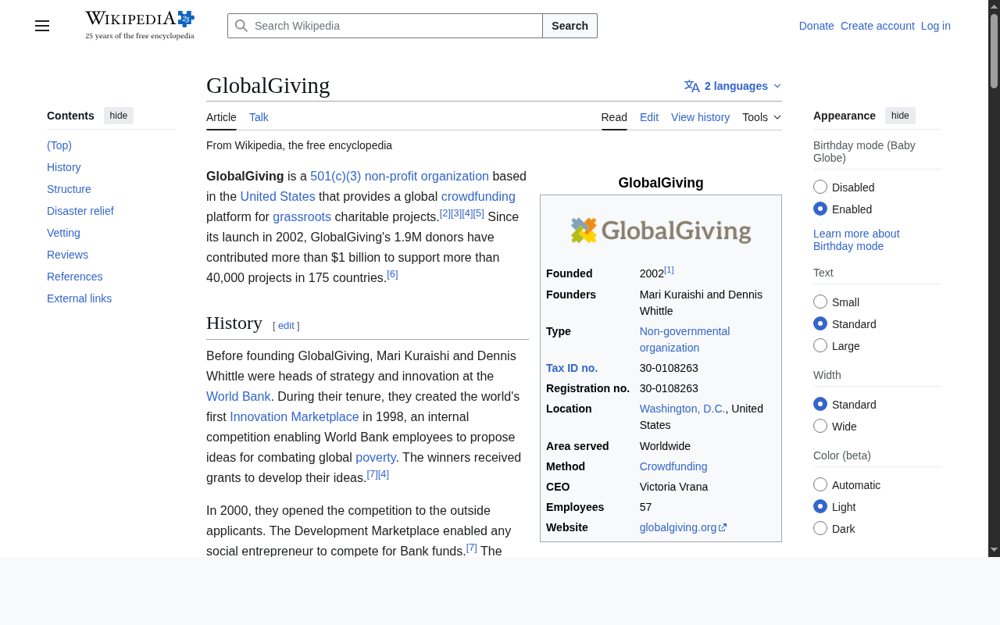 WIKIPEDIA 25
25 years of the free encyclopedia
Search Wikipedia
Search
Donate Create account Log in
Contents hide
(Top)
History
Structure
Disaster relief
Vetting
Reviews
References
External links
GlobalGiving
2 languages
Article Talk
Read Edit View history Tools
From Wikipedia, the free encyclopedia
GlobalGiving is a 501(c)(3) non-profit organization based
in the United States that provides a global crowdfunding
platform for grassroots charitable projects.[2][3][4][5] Since
its launch in 2002, GlobalGiving's 1.9M donors have
contributed more than $1 billion to support more than
40,000 projects in 175 countries.[6]
History [ edit ]
Before founding GlobalGiving, Mari Kuraishi and Dennis
Whittle were heads of strategy and innovation at the
World Bank. During their tenure, they created the world's
first Innovation Marketplace in 1998, an internal
competition enabling World Bank employees to propose
ideas for combating global poverty. The winners received
grants to develop their ideas.[7][4]
In 2000, they opened the competition to the outside
applicants. The Development Marketplace enabled any
social entrepreneur to compete for Bank funds.[7] The
GlobalGiving
GlobalGiving
Founded 2002[1]
Founders Mari Kuraishi and Dennis
Whittle
Type Non-governmental
organization
Tax ID no. 30-0108263
Registration no. 30-0108263
Location Washington, D.C., United
States
Area served Worldwide
Method Crowdfunding
CEO Victoria Vrana
Employees 57
Website globalgiving.org
Appearance hide
Birthday mode (Baby
Globe)
Disabled
Enabled
Learn more about
Birthday mode
Text
Small
Standard
Large
Width
Standard
Wide
Color (beta)
Automatic
Light
Dark